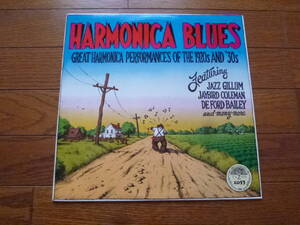 HARMONICA BLUES
GREAT HARMONICA PERFORMANCES OF THE 1920s AND '30s
Featuring
JAZZ GILLUM
JAYBIRD COLEMAN
DE FORD BAILEY
and many more